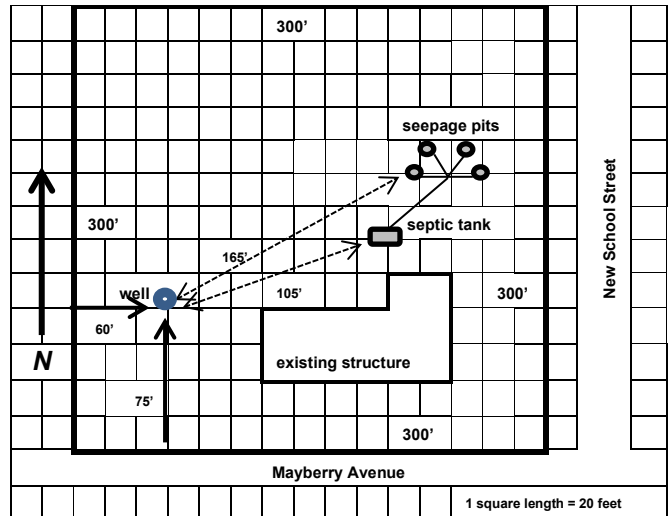 300’
seepage pits
New School Street
septic tank
300’
165’
well
105’
300’
60’
N
existing structure
75’
300’
Mayberry Avenue
1 square length = 20 feet